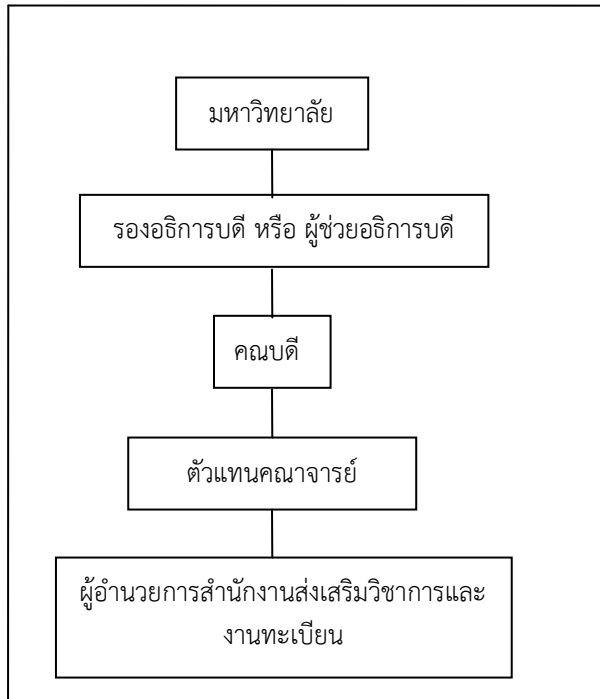 มหาวิทยาลัย
รองอธิการบดี หรือ ผู้ช่วยอธิการบดี
คณบดี
ตัวแทนคณาจารย์
ผู้อำนวยการสำนักงานส่งเสริมวิชาการและ
งานทะเบียน